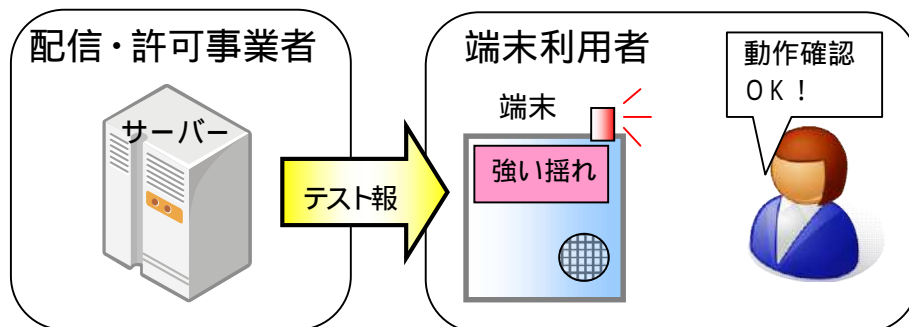 配信・許可事業者
サーバー
テスト報
端末利用者
端末
強い揺れ
動作確認
OK!